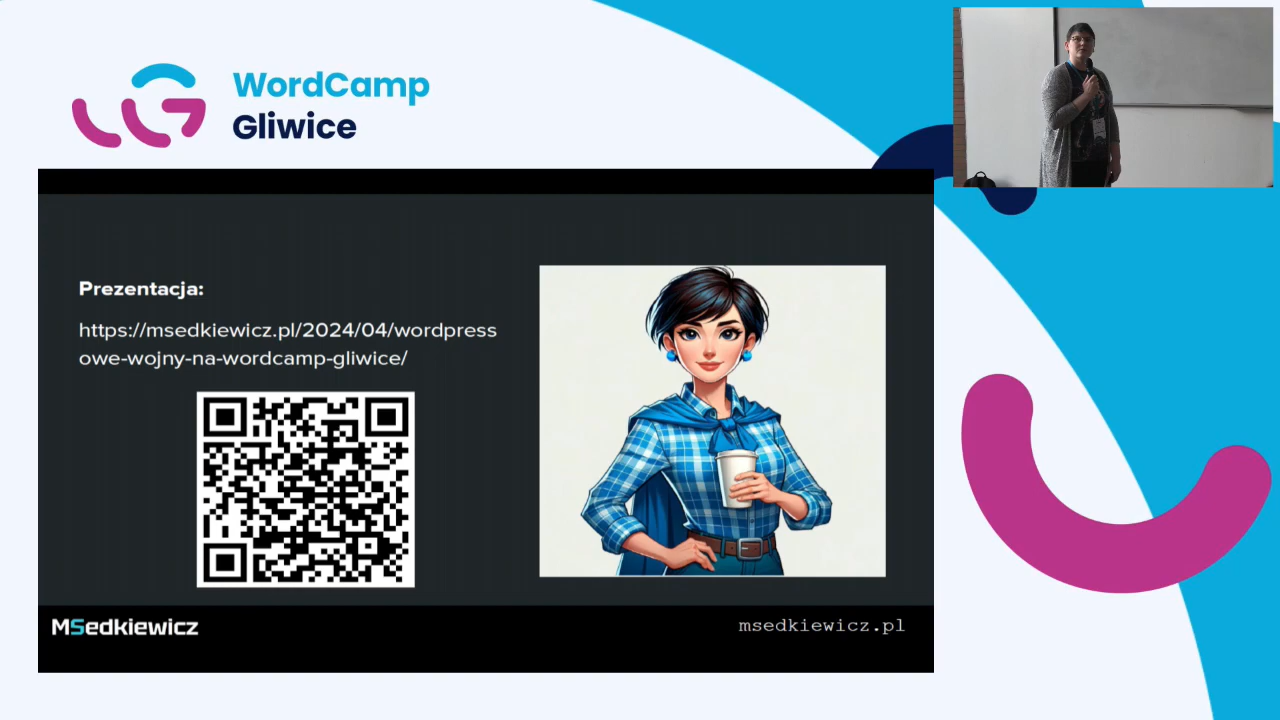 WordCamp
Gliwice
Prezentacja:
https://msedkiewicz.pl/2024/04/wordpress
owe-wojny-na-wordcamp-gliwice/
MSedkiewicz
msedkiewicz.pl